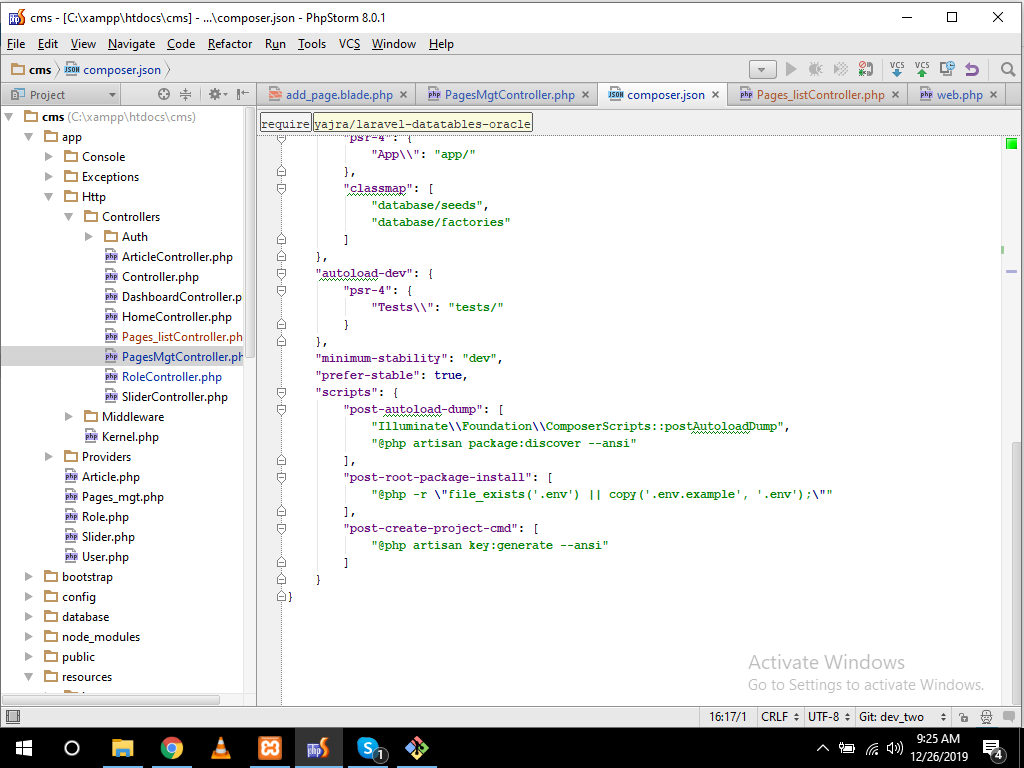 cms - [C:\xampp\htdocs\cms] - ...\composer.json - PhpStorm 8.0.1
File Edit View Navigate Code Refactor Run Tools VCS Window Help
cms composer.json
VCS VCS
Project
add_page.blade.php PagesMgtController.php composer.json Pages_listController.php web.php
cms (C:\xampp\htdocs\cms)
app
Console
Exceptions
Http
Controllers
Auth
ArticleController.php
Controller.php
DashboardController.p
HomeController.php
Pages_listController.ph
PagesMgtController.ph
RoleController.php
SliderController.php
Middleware
Kernel.php
Providers
Article.php
Pages_mgt.php
Role.php
Slider.php
User.php
bootstrap
config
database
node_modules
public
resources
require yajra/laravel-datatables-oracle
"psr-4": {
"App\\": "app/"
},
"classmap": [
"database/seeds",
"database/factories"
]
},
"autoload-dev": {
"psr-4": {
"Tests\\": "tests/"
}
},
"minimum-stability": "dev",
"prefer-stable": true,
"scripts": {
"post-autoload-dump": [
"Illuminate\\Foundation\\ComposerScripts::postAutoloadDump",
"@php artisan package:discover --ansi"
],
"post-root-package-install": [
"@php -r \"file_exists('.env') || copy('.env.example', '.env');\""
],
"post-create-project-cmd": [
"@php artisan key:generate --ansi"
]
}
}
Activate Windows
Go to Settings to activate Windows.
16:17/1 CRLF UTF-8 Git: dev_two
9:25 AM
12/26/2019
1
4